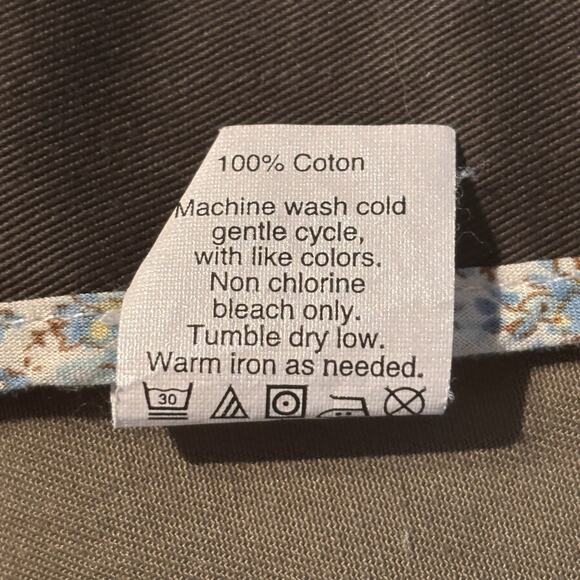 100% Coton
Machine wash cold
gentle cycle,
with like colors.
Non chlorine
bleach only.
Tumble dry low.
Warm iron as needed.
30